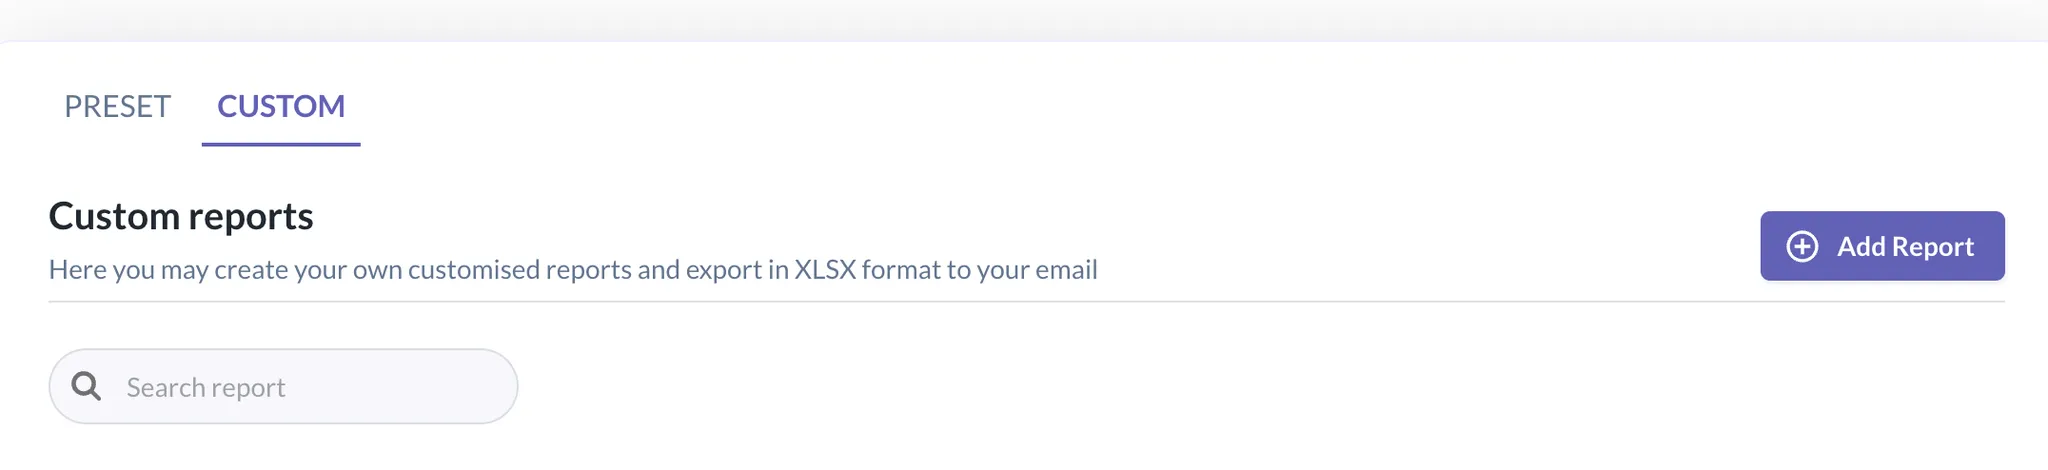 PRESET CUSTOM
Custom reports
Here you may create your own customised reports and export in XLSX format to your email
Add Report
Search report